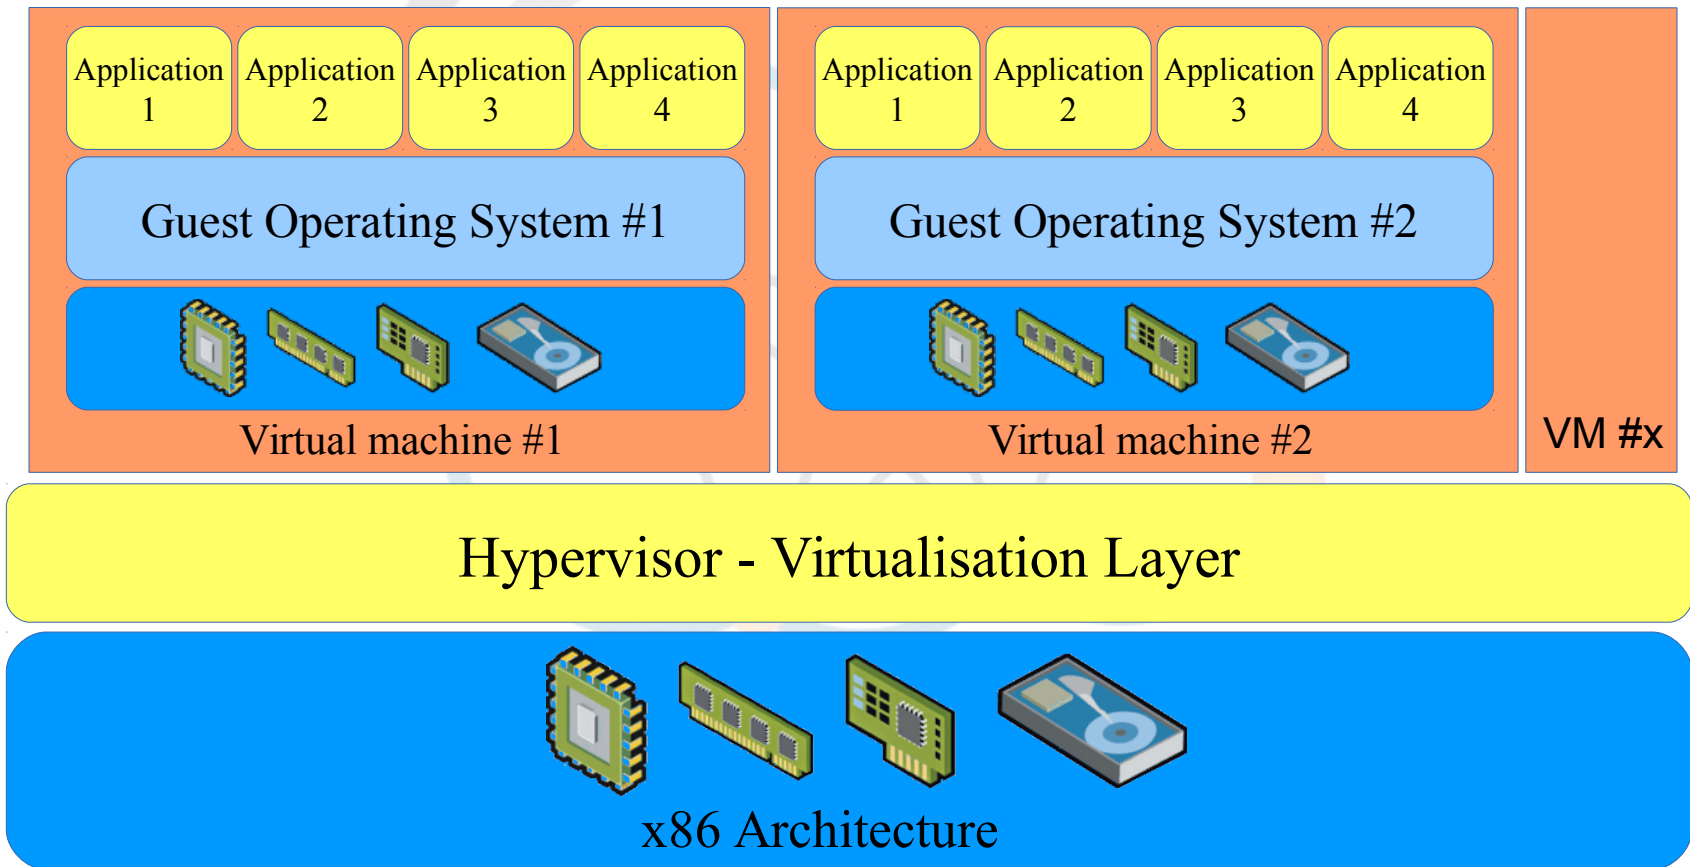 Application
1
Application
2
Application
3
Application
4
Guest Operating System #1
Virtual machine #1
Application
1
Application
2
Application
3
Application
4
Guest Operating System #2
Virtual machine #2
VM #x
Hypervisor - Virtualisation Layer
x86 Architecture